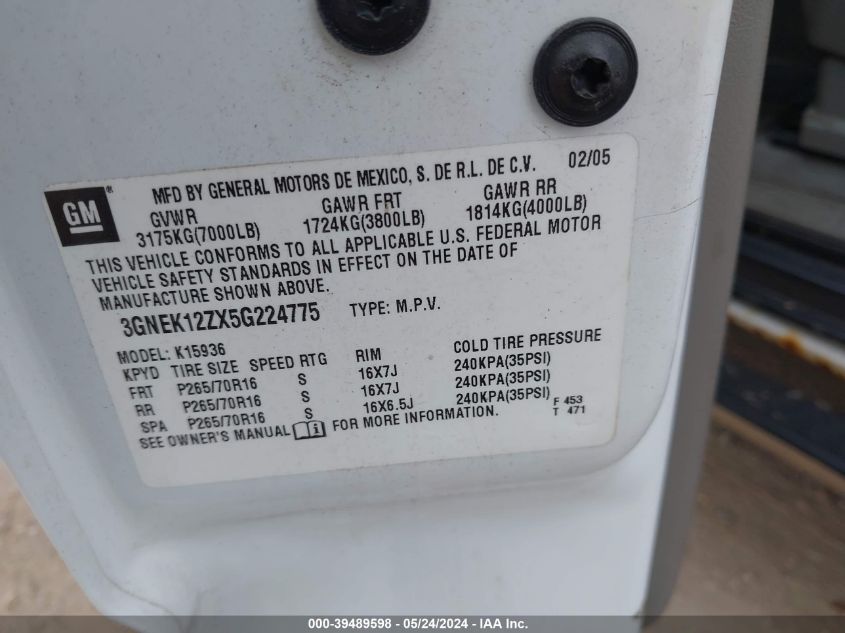 GM®
MFD BY GENERAL MOTORS DE MEXICO, S. DE R.L. DE C.V. 02/05
GVWR GAWR FRT GAWR RR
3175KG(7000LB) 1724KG(3800LB) 1814KG(4000LB)
THIS VEHICLE CONFORMS TO ALL APPLICABLE U.S. FEDERAL MOTOR
VEHICLE SAFETY STANDARDS IN EFFECT ON THE DATE OF
MANUFACTURE SHOWN ABOVE.
3GNEK12ZX5G224775 TYPE: M.P.V.
MODEL: K15936
KPYD TIRE SIZE SPEED RTG RIM COLD TIRE PRESSURE
FRT P265/70R16 S 16X7J 240KPA(35PSI)
RR P265/70R16 S 16X7J 240KPA(35PSI)
SPA P265/70R16 S 16X6.5J 240KPA(35PSI)
SEE OWNER'S MANUAL i FOR MORE INFORMATION.
F 453
T 471
000-39489598 - 05/24/2024 - IAA Inc.